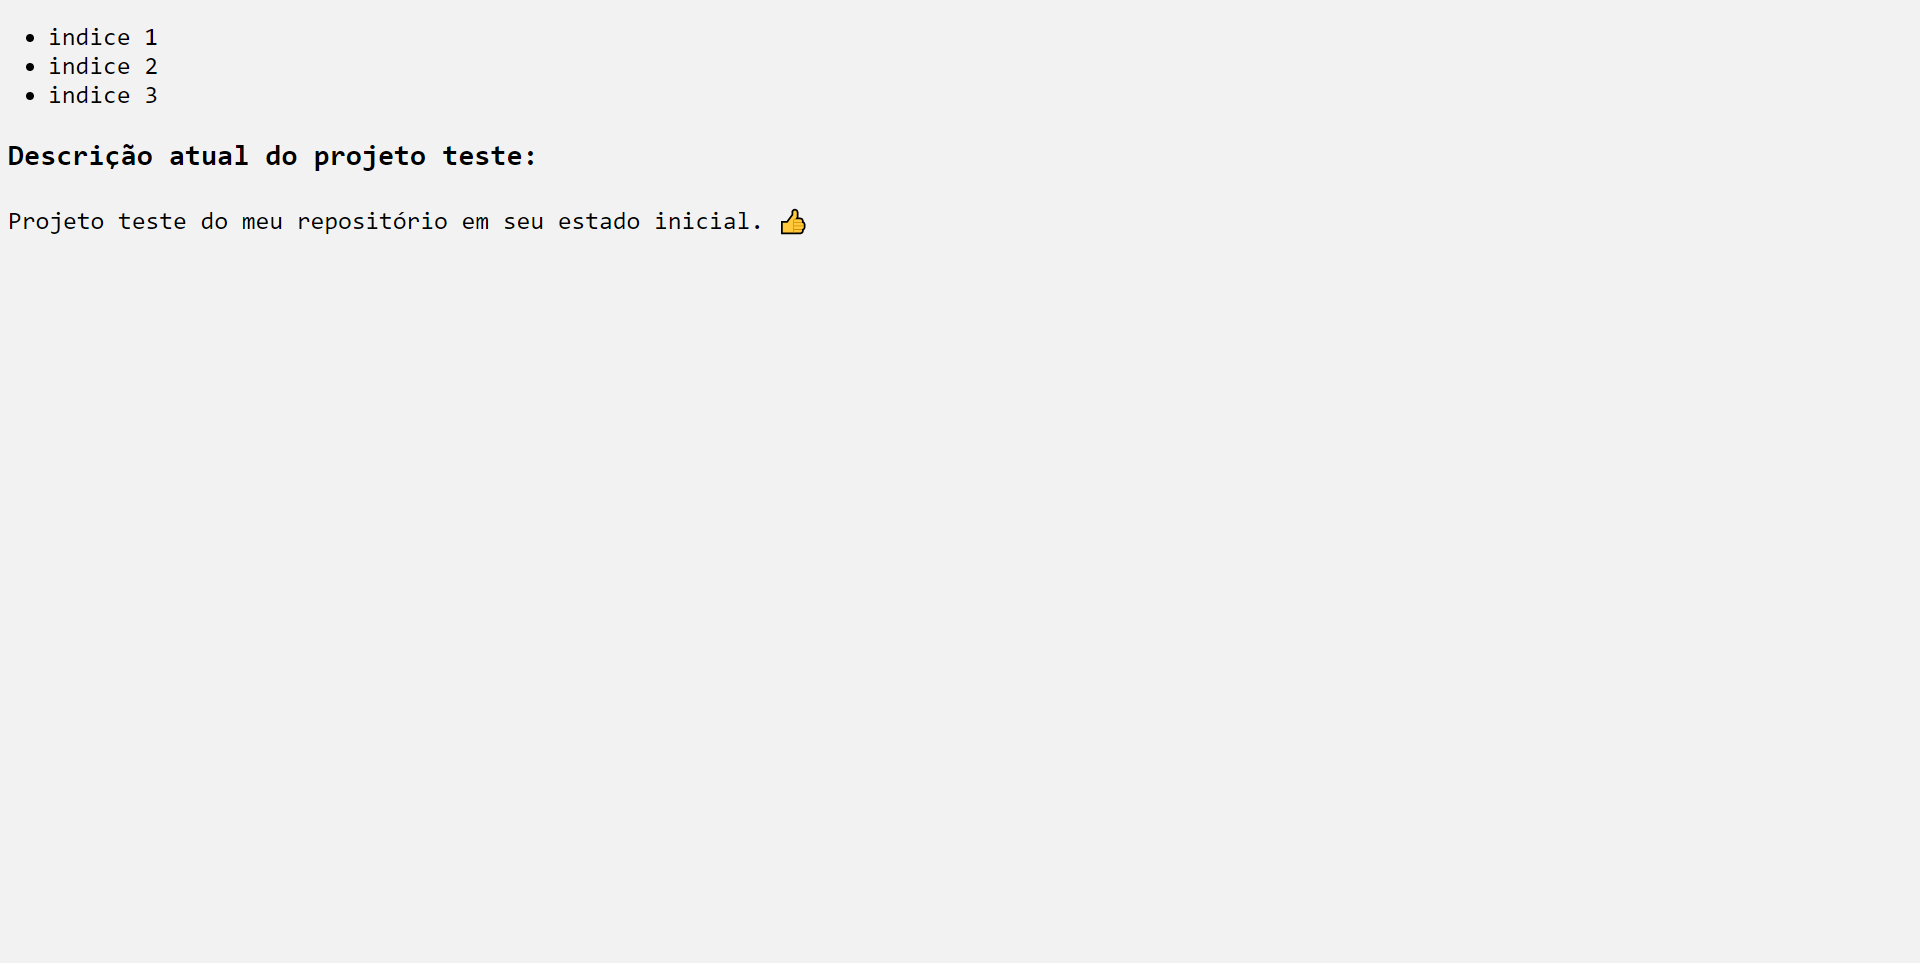 indice 1
indice 2
indice 3
Descrição atual do projeto teste:
Projeto teste do meu repositório em seu estado inicial. 👍